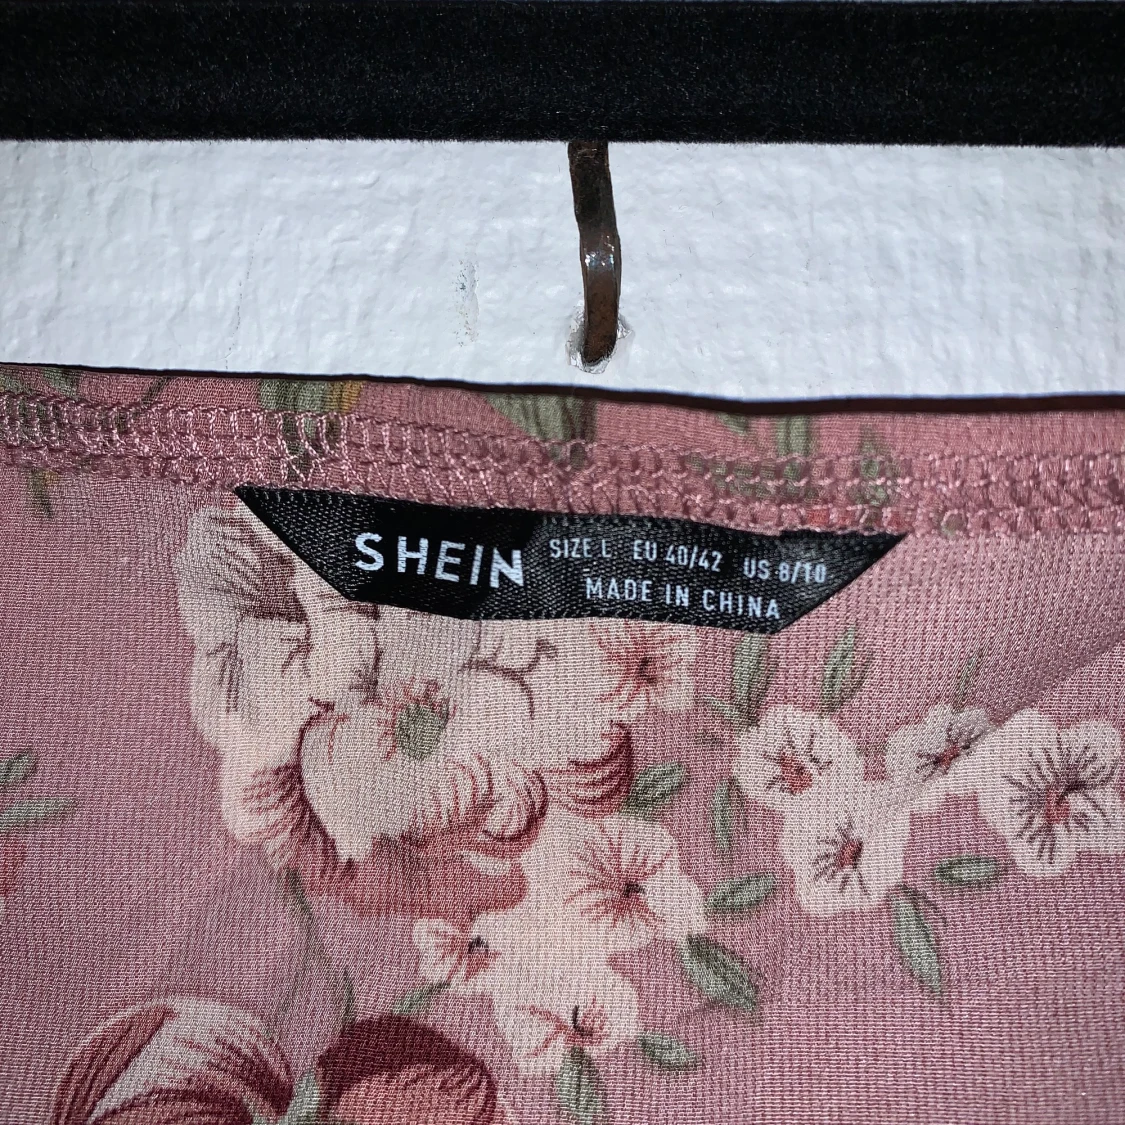 SHEIN
SIZE L EU 40/42 US 8/10
MADE IN CHINA